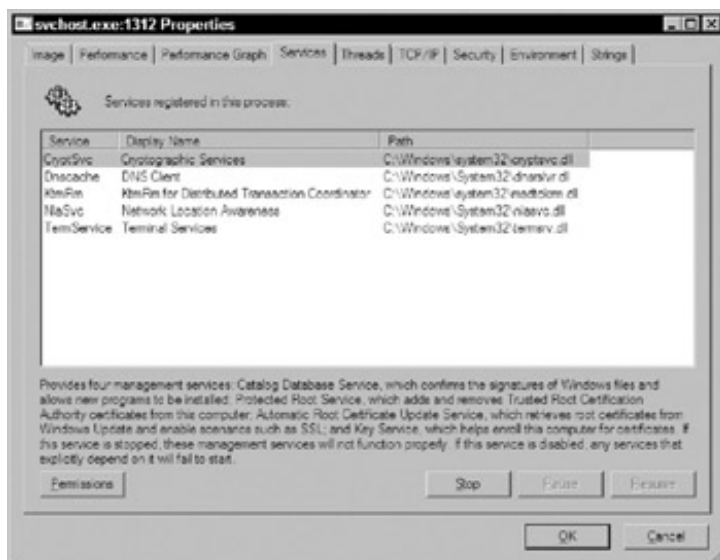 svchost.exe:1312 Properties
Image Performance Performance Graph Services Threads TCP/IP Security Environment Strings
Services registered in this process:
Service Display Name Path
CryptSvc Cryptographic Services C:\Windows\system32\cryptsvc.dll
Dnscache DNS Client C:\Windows\System32\dnsrslvr.dll
KtmRm KtmRm for Distributed Transaction Coordinator C:\Windows\System32\msdtckrm.dll
NlaSvc Network Location Awareness C:\Windows\System32\nlasvc.dll
TermService Terminal Services C:\Windows\System32\termsrv.dll
Provides four management services: Catalog Database Service, which confirms the signatures of Windows files and
allows new programs to be installed; Protected Root Service, which adds and removes Trusted Root Certification
Authority certificates from this computer; Automatic Root Certificate Update Service, which retrieves root certificates from
Windows Update and enable scenarios such as SSL; and Key Service, which helps enroll this computer for certificates. If
this service is stopped, these management services will not function properly. If this service is disabled, any services that
explicitly depend on it will fail to start.
Permissions Stop Pause Resume
OK Cancel